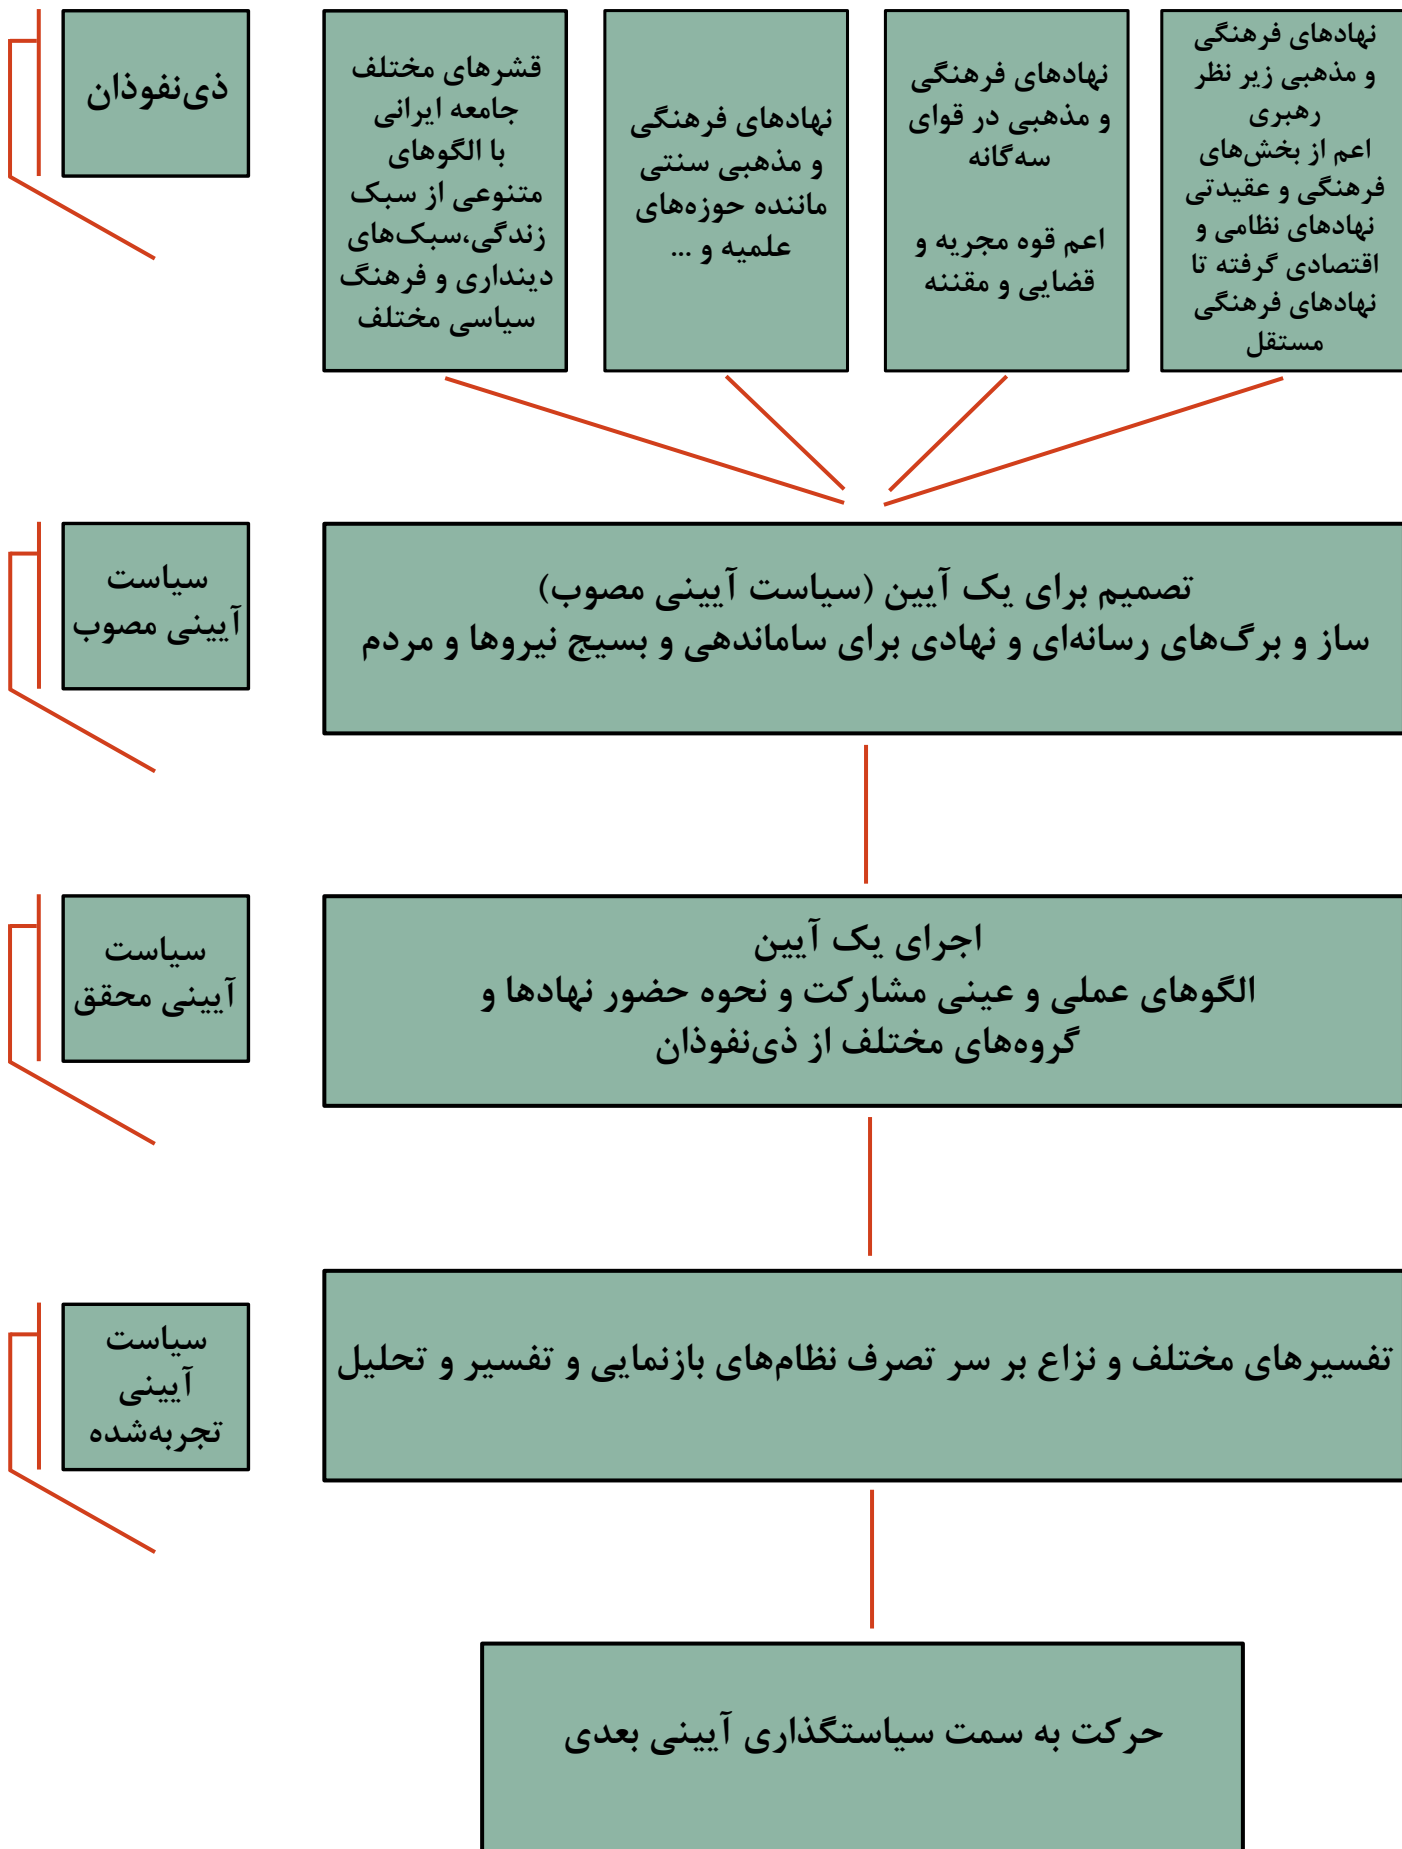 نهادهای فرهنگی
و مذهبی زیر نظر
رهبری
اعم از بخش‌های
فرهنگی و عقیدتی
نهادهای نظامی و
اقتصادی گرفته تا
نهادهای فرهنگی
مستقل
نهادهای فرهنگی
و مذهبی در قوای
سه‌گانه
اعم قوه مجریه و
قضایی و مقننه
نهادهای فرهنگی
و مذهبی سنتی
ماننده حوزه‌های
علمیه و ...
قشرهای مختلف
جامعه ایرانی
با الگوهای
متنوعی از سبک
زندگی،سبک‌های
دینداری و فرهنگ
سیاسی مختلف
ذی‌نفوذان
تصمیم برای یک آیین (سیاست آیینی مصوب)
ساز و برگ‌های رسانه‌ای و نهادی برای ساماندهی و بسیج نیروها و مردم
سیاست
آیینی مصوب
اجرای یک آیین
الگوهای عملی و عینی مشارکت و نحوه حضور نهادها و
گروه‌های مختلف از ذی‌نفوذان
سیاست
آیینی محقق
تفسیرهای مختلف و نزاع بر سر تصرف نظام‌های بازنمایی و تفسیر و تحلیل
سیاست
آیینی
تجربه‌شده
حرکت به سمت سیاستگذاری آیینی بعدی